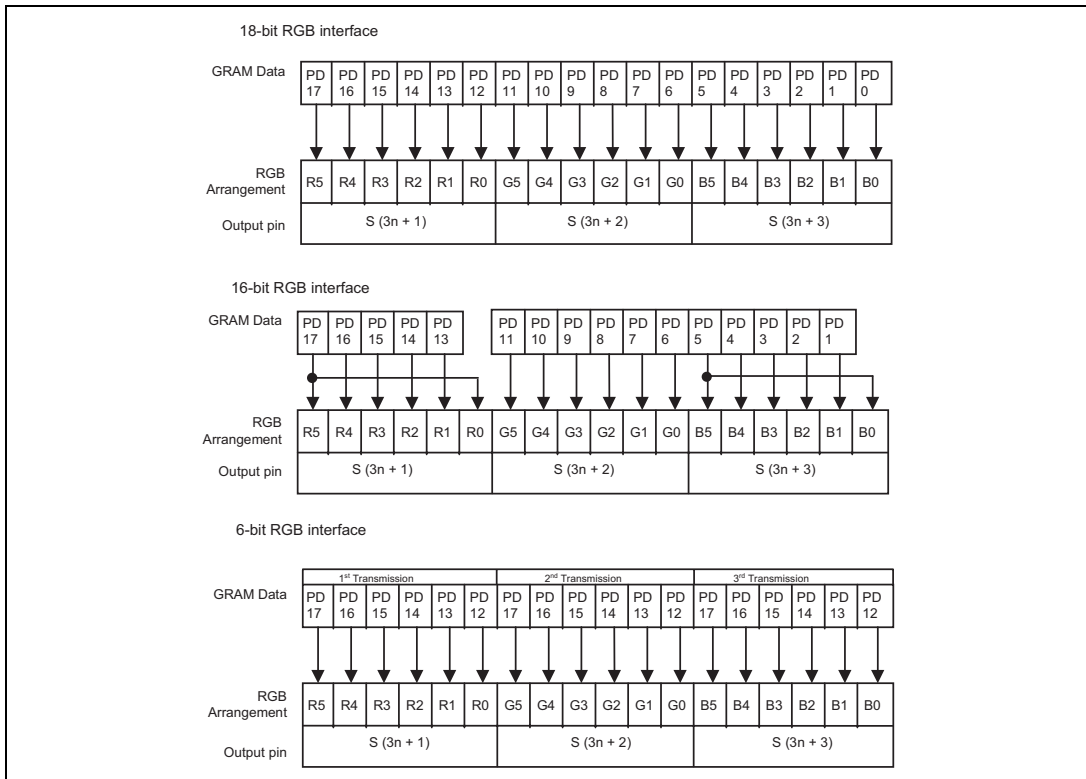 18-bit RGB interface
GRAM Data PD 17 PD 16 PD 15 PD 14 PD 13 PD 12 PD 11 PD 10 PD 9 PD 8 PD 7 PD 6 PD 5 PD 4 PD 3 PD 2 PD 1 PD 0
RGB Arrangement R5 R4 R3 R2 R1 R0 G5 G4 G3 G2 G1 G0 B5 B4 B3 B2 B1 B0
Output pin S (3n + 1) S (3n + 2) S (3n + 3)
16-bit RGB interface
GRAM Data PD 17 PD 16 PD 15 PD 14 PD 13 PD 11 PD 10 PD 9 PD 8 PD 7 PD 6 PD 5 PD 4 PD 3 PD 2 PD 1
RGB Arrangement R5 R4 R3 R2 R1 R0 G5 G4 G3 G2 G1 G0 B5 B4 B3 B2 B1 B0
Output pin S (3n + 1) S (3n + 2) S (3n + 3)
6-bit RGB interface
1st Transmission 2nd Transmission 3rd Transmission
GRAM Data PD 17 PD 16 PD 15 PD 14 PD 13 PD 12 PD 17 PD 16 PD 15 PD 14 PD 13 PD 12 PD 17 PD 16 PD 15 PD 14 PD 13 PD 12
RGB Arrangement R5 R4 R3 R2 R1 R0 G5 G4 G3 G2 G1 G0 B5 B4 B3 B2 B1 B0
Output pin S (3n + 1) S (3n + 2) S (3n + 3)